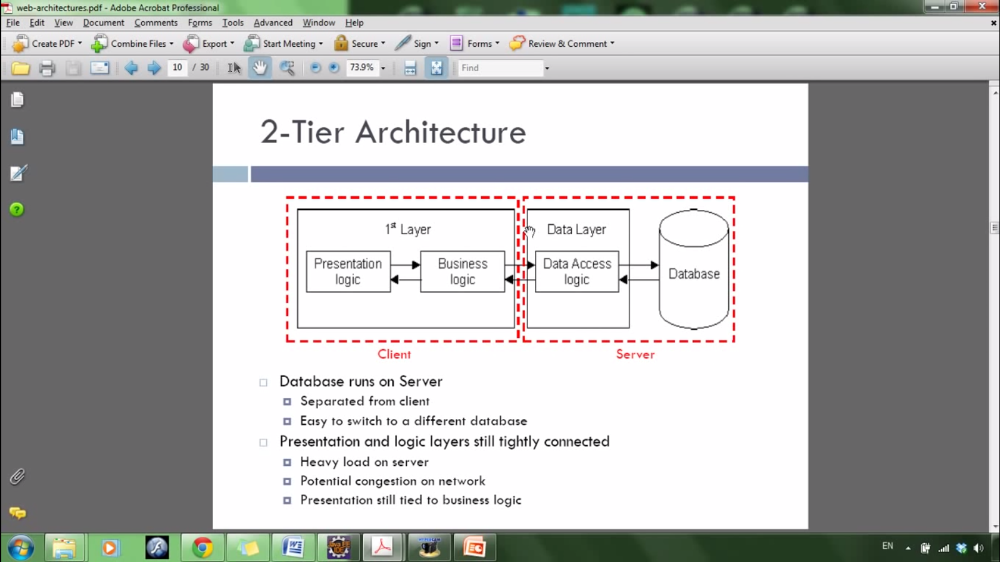 web-architectures.pdf - Adobe Acrobat Professional
File Edit View Document Comments Forms Tools Advanced Window Help
Create PDF Combine Files Export Start Meeting Secure Sign Forms Review & Comment
10 / 30 73.9% Find
2-Tier Architecture
1st Layer
Data Layer
Presentation
logic
Business
logic
Data Access
logic
Database
Client
Server
Database runs on Server
Separated from client
Easy to switch to a different database
Presentation and logic layers still tightly connected
Heavy load on server
Potential congestion on network
Presentation still tied to business logic
Java EE
IDE
HYPERCAM
EN